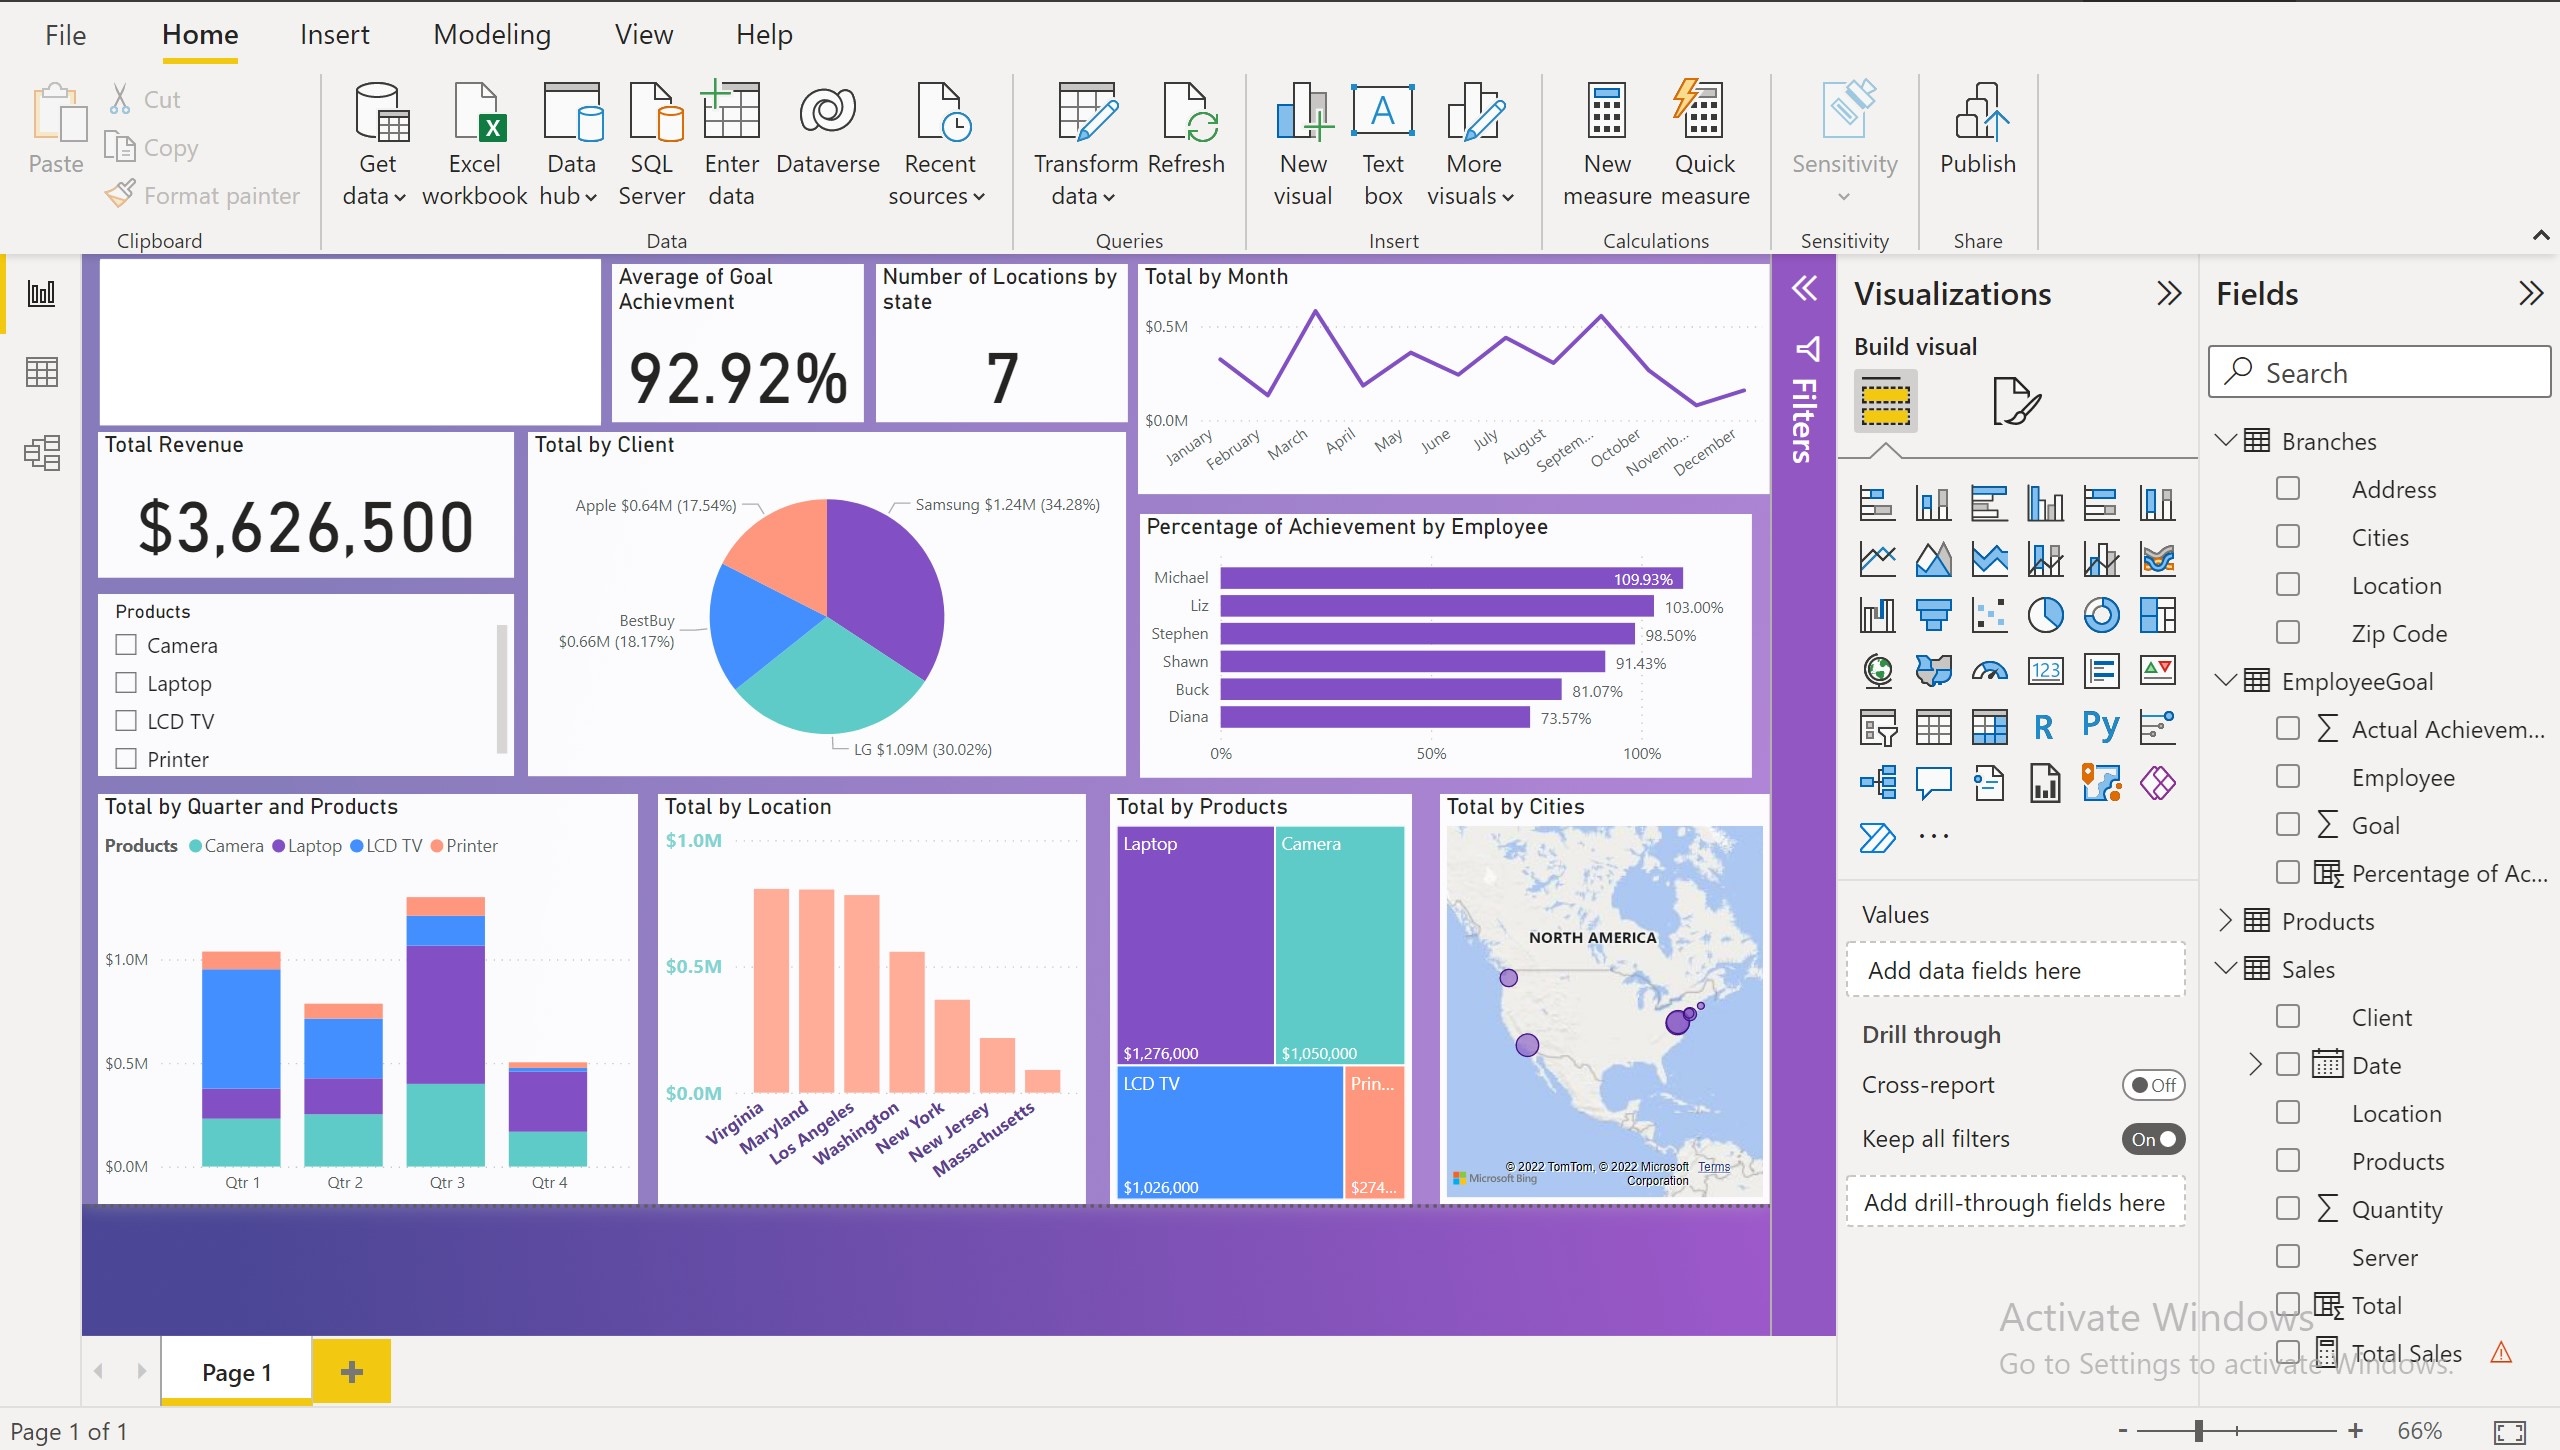 File Home Insert Modeling View Help
Paste
Cut
Copy
Format painter
Clipboard
Get data
Excel workbook
Data hub
SQL Server
Enter data
Dataverse
Recent sources
Data
Transform data
Refresh
Queries
New visual
Text box
More visuals
Insert
New measure
Quick measure
Calculations
Sensitivity
Sensitivity
Publish
Share
Average of Goal
Achievment
92.92%
Number of Locations by
state
7
Total by Month
$0.5M
$0.0M
January February March April May June July August Septem... October Novemb... December
Total Revenue
$3,626,500
Total by Client
Apple $0.64M (17.54%)
Samsung $1.24M (34.28%)
BestBuy
$0.66M (18.17%)
LG $1.09M (30.02%)
Percentage of Achievement by Employee
Michael 109.93%
Liz 103.00%
Stephen 98.50%
Shawn 91.43%
Buck 81.07%
Diana 73.57%
0% 50% 100%
Products
Camera
Laptop
LCD TV
Printer
Total by Quarter and Products
Products Camera Laptop LCD TV Printer
$1.0M
$0.5M
$0.0M
Qtr 1 Qtr 2 Qtr 3 Qtr 4
Total by Location
$1.0M
$0.5M
$0.0M
Virginia Maryland Los Angeles Washington New York New Jersey Massachusetts
Total by Products
Laptop
$1,276,000
Camera
$1,050,000
LCD TV
$1,026,000
Prin...
$274...
Total by Cities
NORTH AMERICA
© 2022 TomTom, © 2022 Microsoft Corporation Terms
Microsoft Bing
Filters
Visualizations
Build visual
123
R
Py
Values
Add data fields here
Drill through
Cross-report Off
Keep all filters On
Add drill-through fields here
Fields
Search
Branches
Address
Cities
Location
Zip Code
EmployeeGoal
Actual Achievem...
Employee
Goal
Percentage of Ac...
Products
Sales
Client
Date
Location
Products
Quantity
Server
Total
Total Sales
Activate Windows
Go to Settings to activate Windows.
Page 1
Page 1 of 1
- + 66%